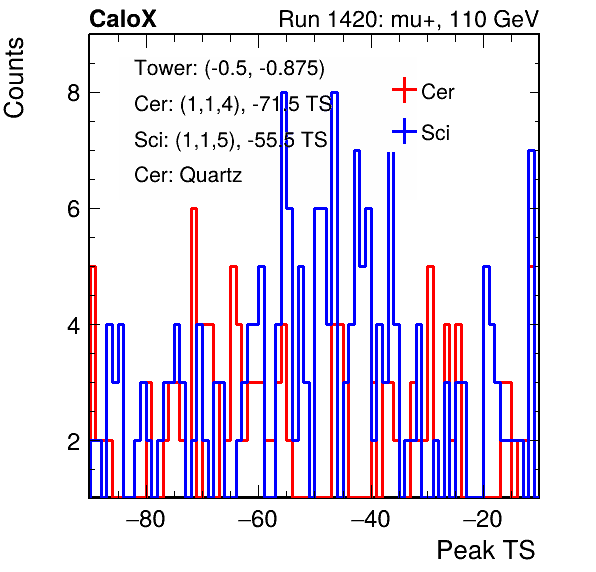 CaloX Run 1420: mu+, 110 GeV
Counts
Tower: (-0.5, -0.875)
Cer: (1,1,4), -71.5 TS
Sci: (1,1,5), -55.5 TS
Cer: Quartz
Cer
Sci
8
6
4
2
−80 −60 −40 −20
Peak TS